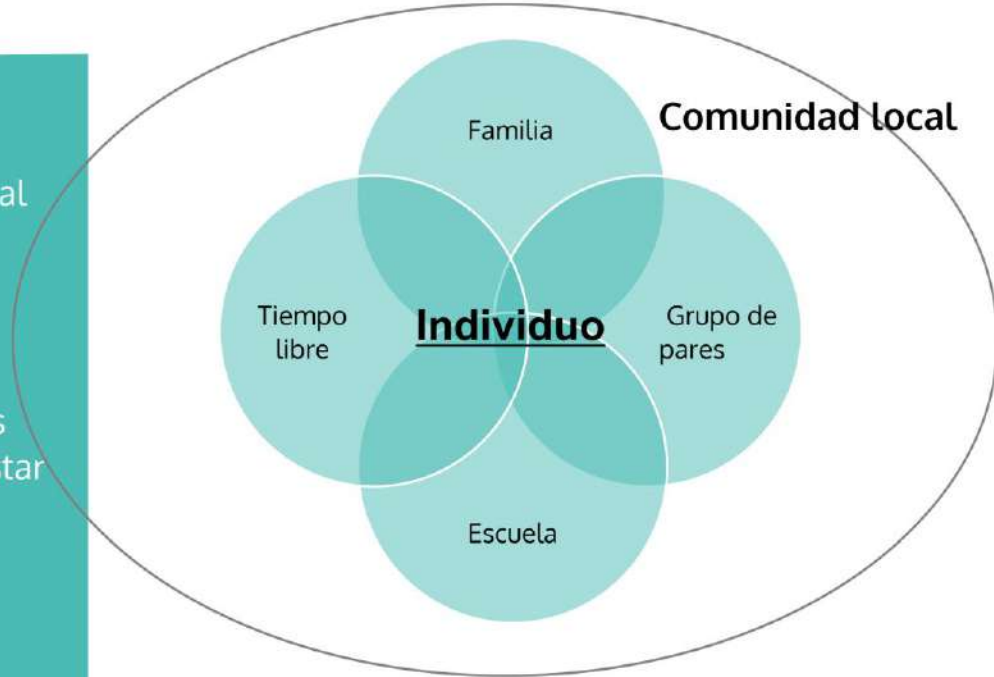 Familia
Comunidad local
Tiempo
libre
Individuo
Grupo de
pares
Escuela